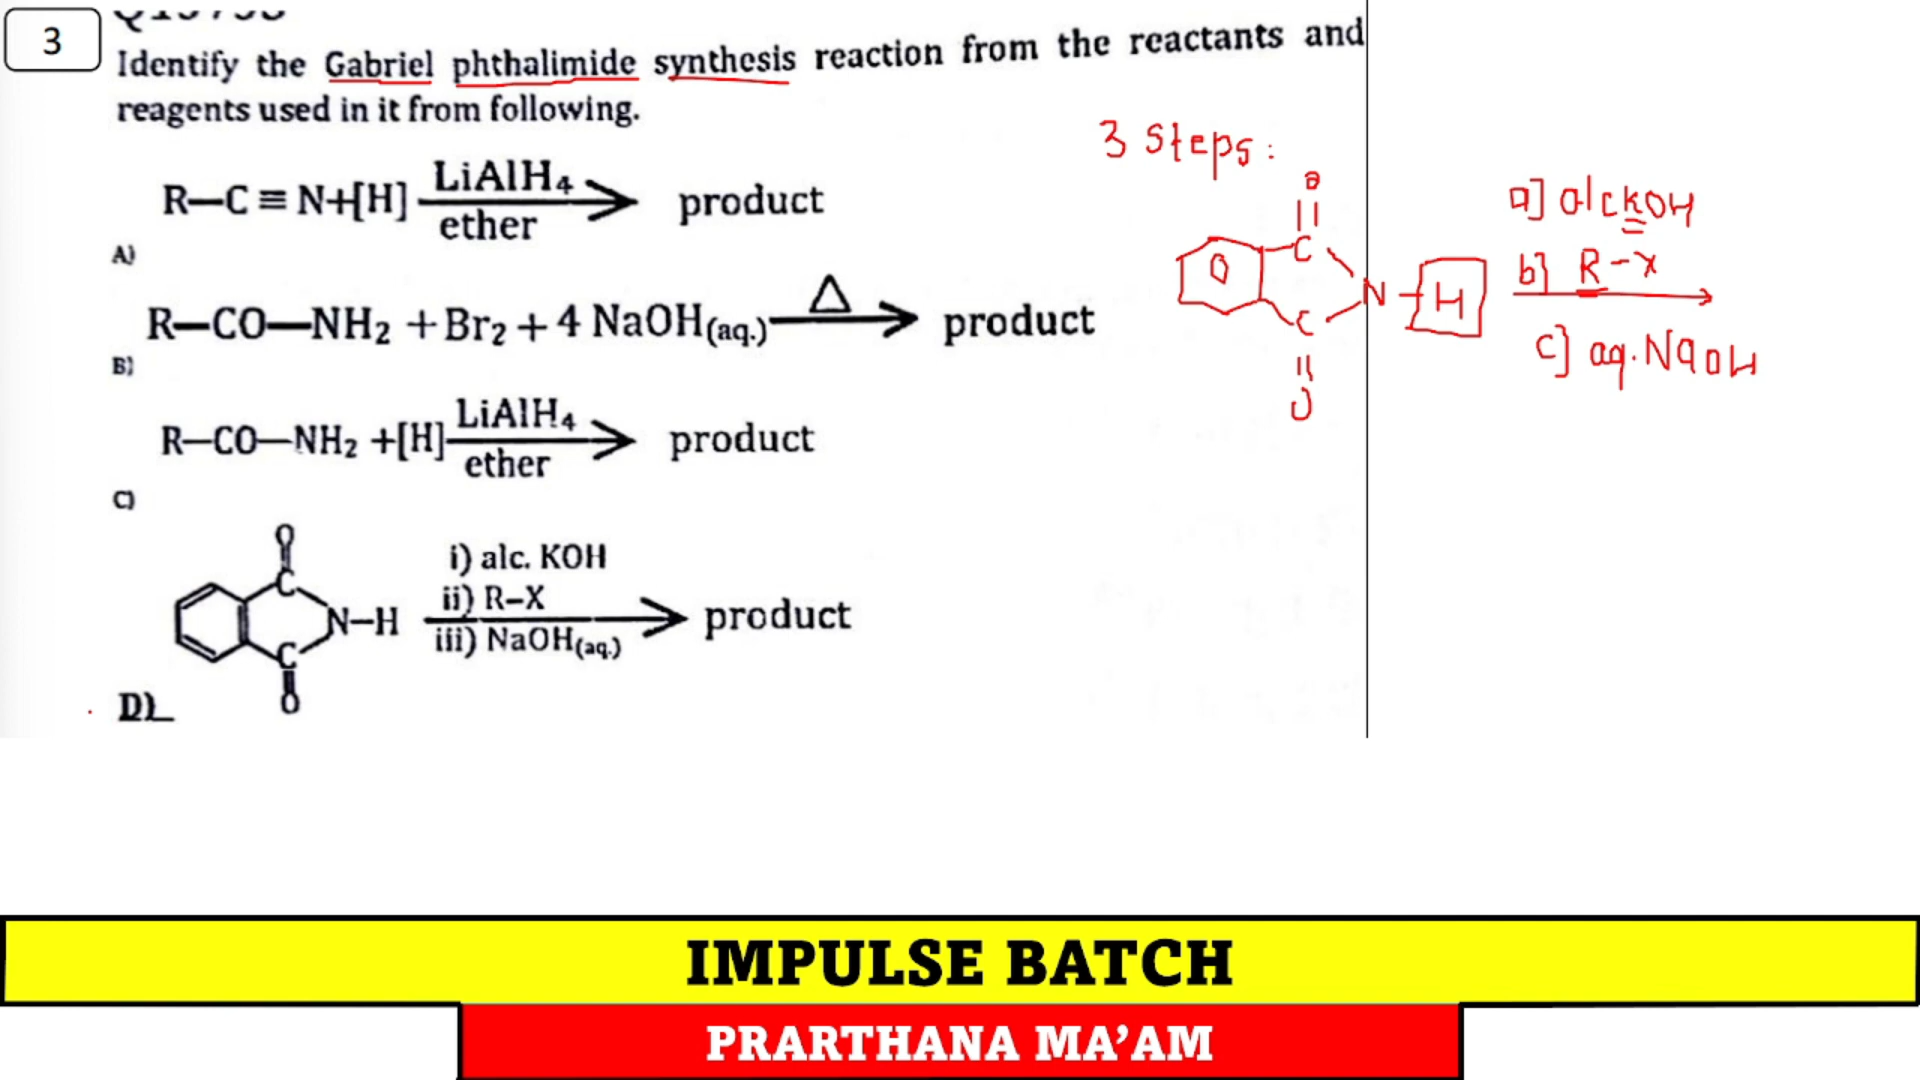 3
Identify the Gabriel phthalimide synthesis reaction from the reactants and
reagents used in it from following.
R—C≡N+[H] LiAlH₄ ether product
A)
R—CO—NH₂ + Br₂ + 4 NaOH(aq.) △ product
B)
R—CO—NH₂ +[H] LiAlH₄ ether product
C)
O
C
N—H
C
O
i) alc. KOH
ii) R–X
iii) NaOH(aq.)
product
D)
3 Steps:
O
C
N - H
C
O
a] alc KOH
b] R-X
c] aq. NaOH
IMPULSE BATCH
PRARTHANA MA’AM